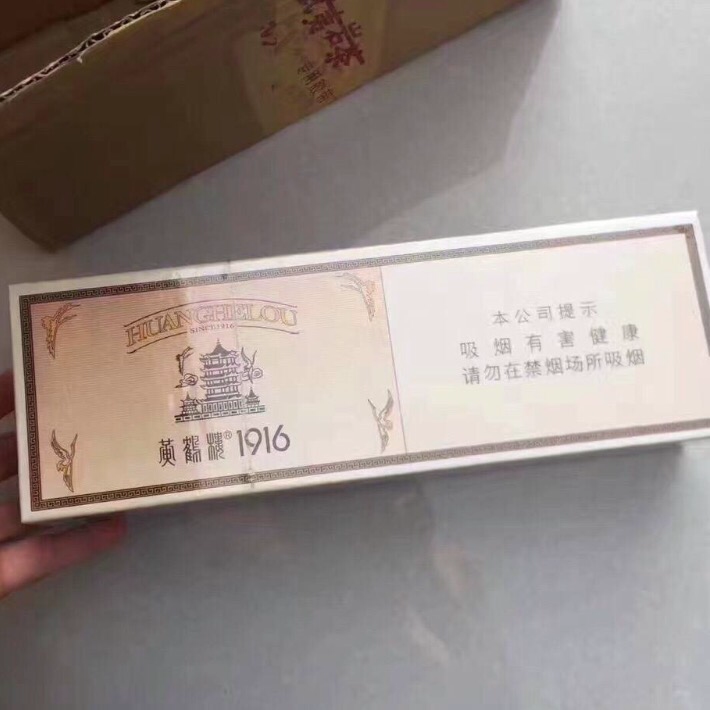 HUANGHELOU
SINCE 1916
黄鹤楼® 1916
本公司提示
吸烟有害健康
请勿在禁烟场所吸烟